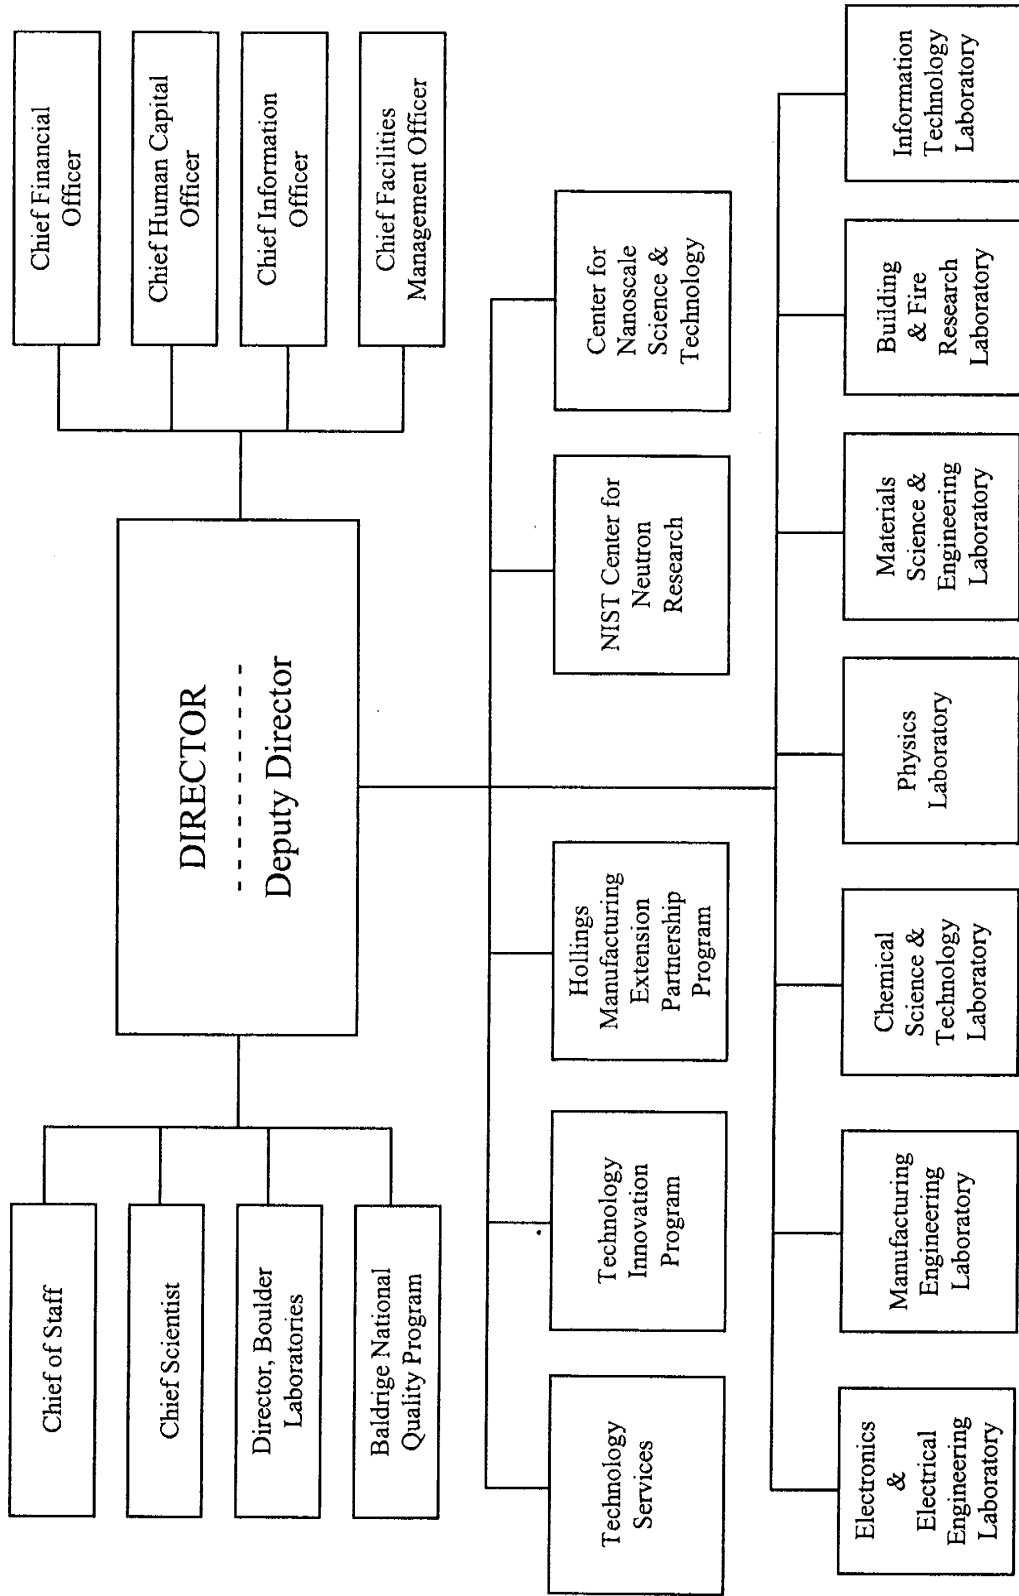 DIRECTOR
Deputy Director
Chief of Staff
Chief Scientist
Director, Boulder
Laboratories
Baldrige National
Quality Program
Chief Financial
Officer
Chief Human Capital
Officer
Chief Information
Officer
Chief Facilities
Management Officer
Technology
Services
Technology
Innovation
Program
Hollings
Manufacturing
Extension
Partnership
Program
NIST Center for
Neutron
Research
Center for
Nanoscale
Science &
Technology
Electronics
&
Electrical
Engineering
Laboratory
Manufacturing
Engineering
Laboratory
Chemical
Science &
Technology
Laboratory
Physics
Laboratory
Materials
Science &
Engineering
Laboratory
Building
& Fire
Research
Laboratory
Information
Technology
Laboratory